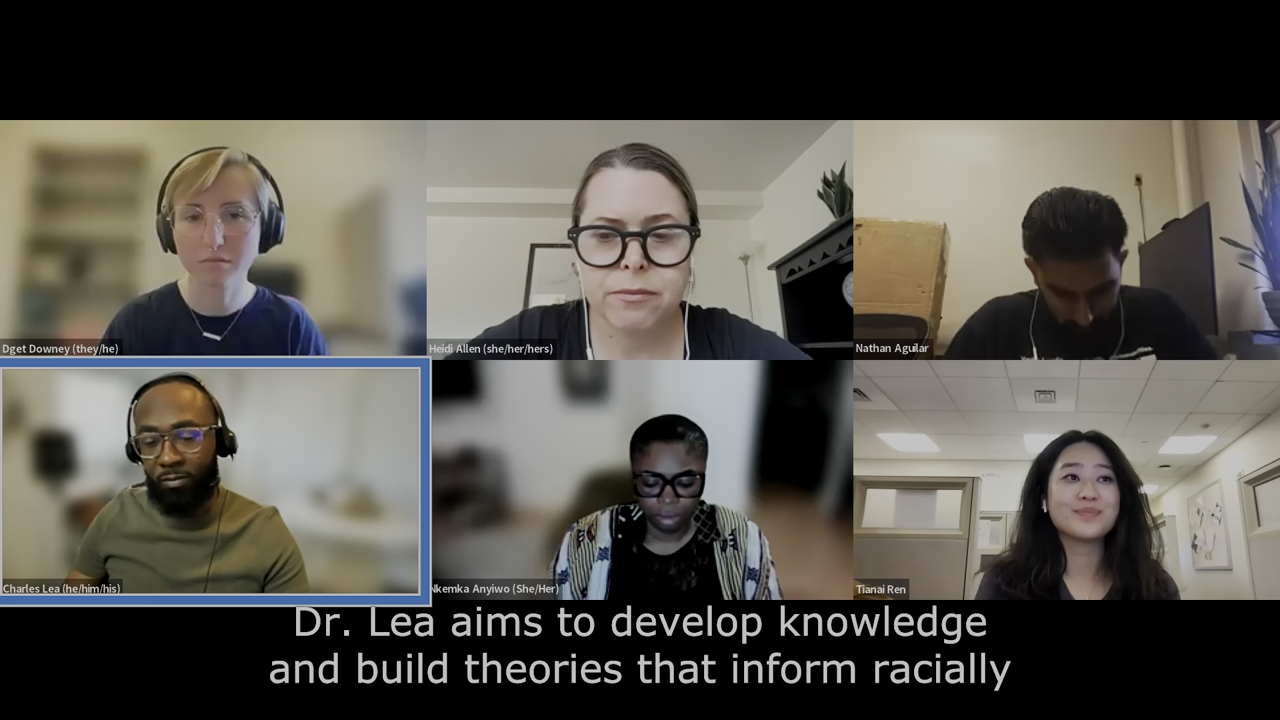 Dget Downey (they/he)
Heidi Allen (she/her/hers)
Nathan Aguilar
Charles Lea (he/him/his)
Nkemka Anyiwo (She/Her)
Tianai Ren
Dr. Lea aims to develop knowledge
and build theories that inform racially